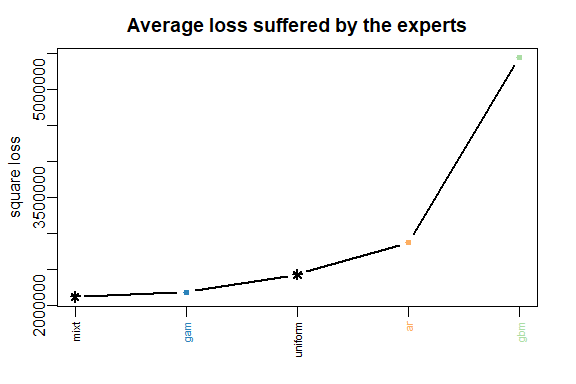 Average loss suffered by the experts
square loss
5000000
3500000
2000000
mixt
gam
uniform
ar
gbm